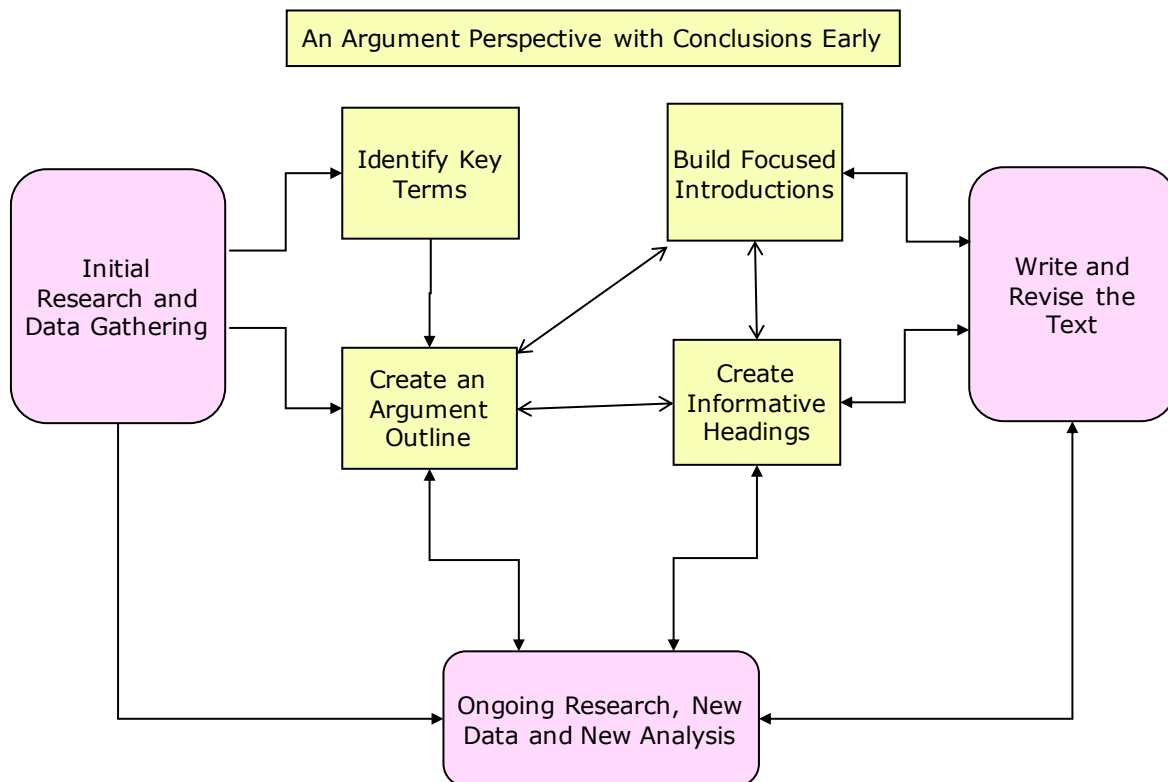 An Argument Perspective with Conclusions Early
Identify Key
Terms
Build Focused
Introductions
Initial
Research and
Data Gathering
Write and
Revise the
Text
Create an
Argument
Outline
Create
Informative
Headings
Ongoing Research, New
Data and New Analysis